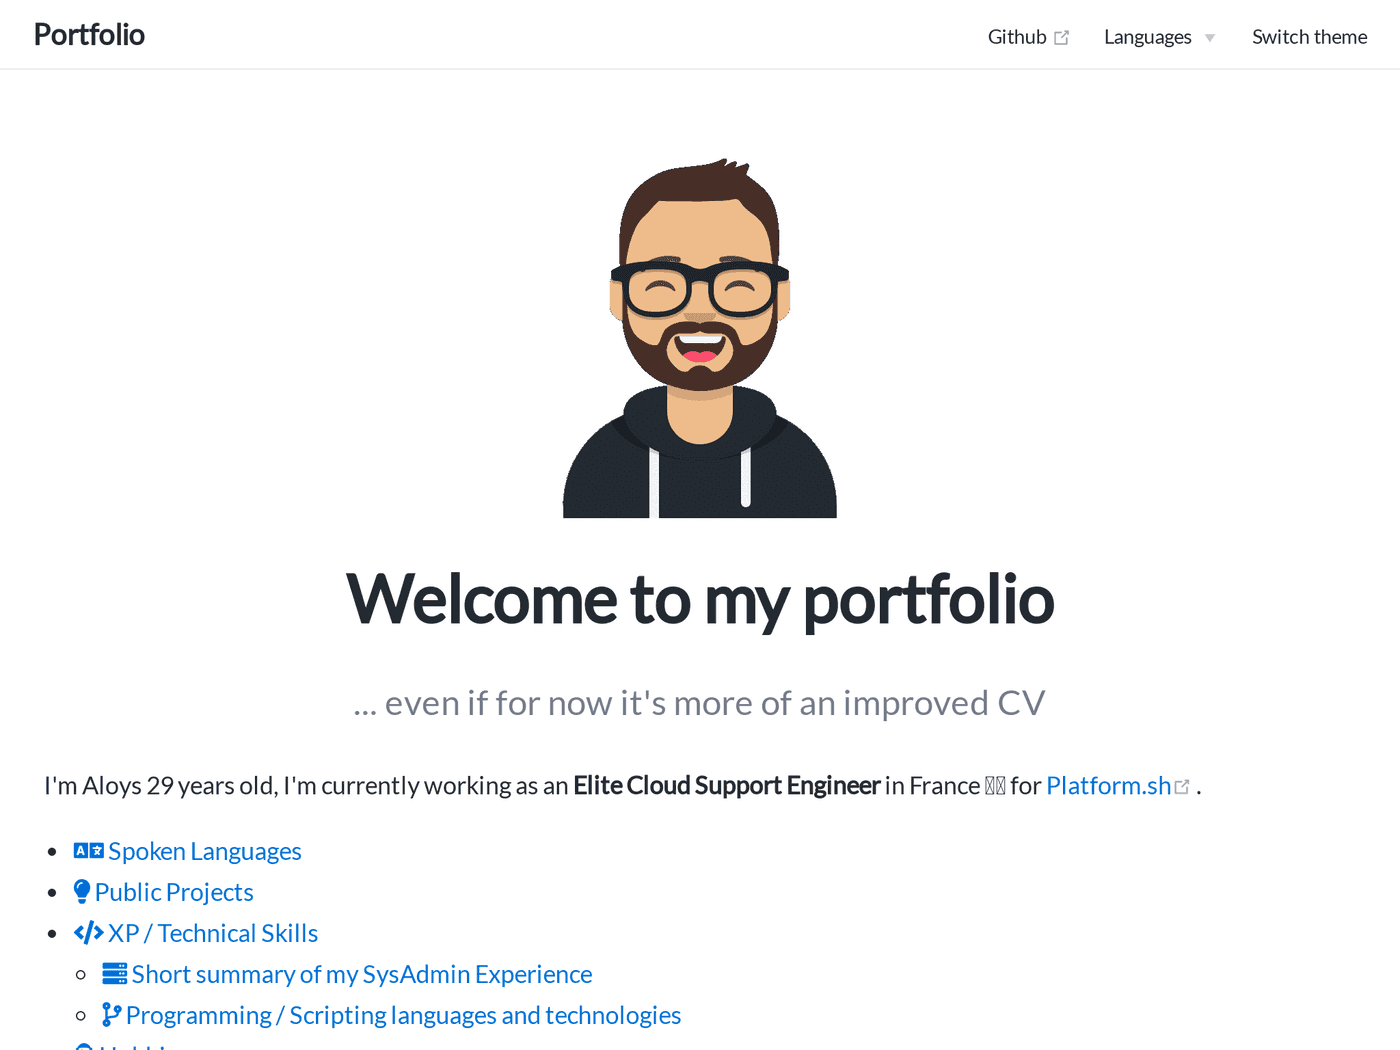 Portfolio
Github
Languages
Switch theme
Welcome to my portfolio
... even if for now it's more of an improved CV
I'm Aloys 29 years old, I'm currently working as an Elite Cloud Support Engineer in France for Platform.sh .
Spoken Languages
Public Projects
XP / Technical Skills
Short summary of my SysAdmin Experience
Programming / Scripting languages and technologies